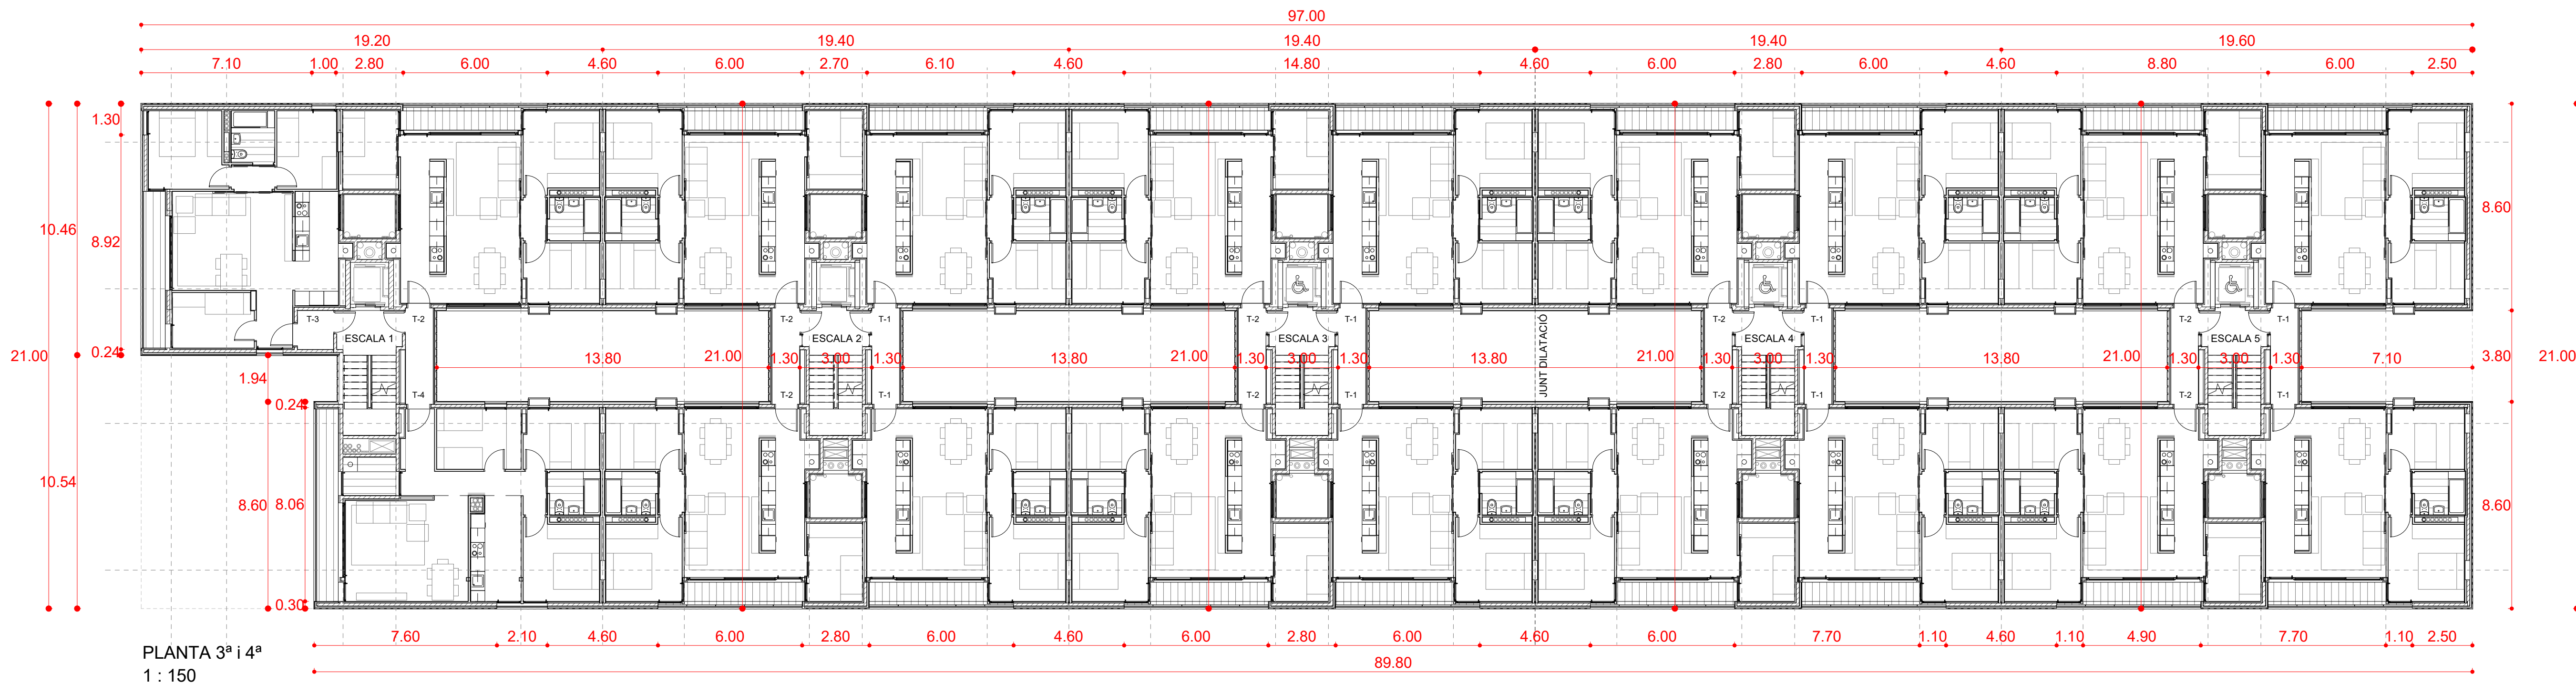 97.00
19.20 19.40 19.40 19.40 19.60
7.10 1.00 2.80 6.00 4.60 6.00 2.70 6.10 4.60 14.80 4.60 6.00 2.80 6.00 4.60 8.80 6.00 2.50
1.30
8.60
10.46
8.92
T-3 T-2 T-2 T-1 T-2 T-1 T-2 T-1 T-2 T-1
ESCALA 1 ESCALA 2 ESCALA 3 ESCALA 4 ESCALA 5
JUNT DILATACIÓ
0.24
21.00
13.80 21.00 1.30 3.00 1.30 13.80 21.00 1.30 3.00 1.30 13.80 21.00 1.30 3.00 1.30 13.80 21.00 1.30 3.00 1.30 7.10
3.80
21.00
1.94
T-4 T-2 T-1 T-2 T-1 T-2 T-1 T-2 T-1
0.24
10.54
8.60
8.06
8.60
0.30
7.60 2.10 4.60 6.00 2.80 6.00 4.60 6.00 2.80 6.00 4.60 6.00 7.70 1.10 4.60 1.10 4.90 7.70 1.10 2.50
89.80
PLANTA 3ª i 4ª
1 : 150